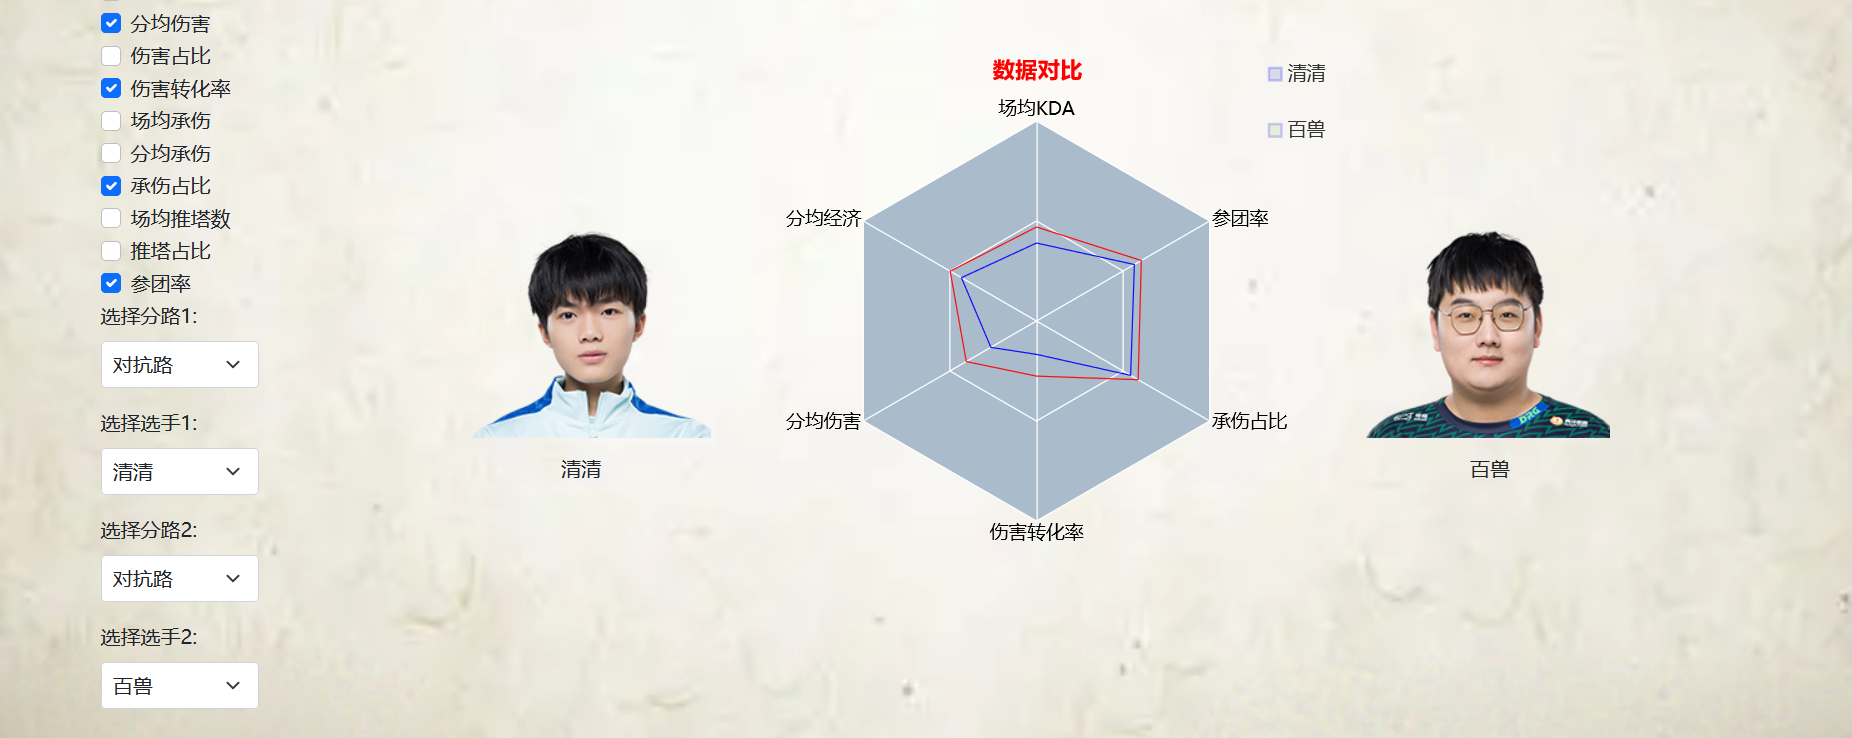 分均伤害
伤害占比
伤害转化率
场均承伤
分均承伤
承伤占比
场均推塔数
推塔占比
参团率
选择分路1:
对抗路
选择选手1:
清清
选择分路2:
对抗路
选择选手2:
百兽
数据对比
清清
百兽
场均KDA
分均经济
参团率
分均伤害
承伤占比
伤害转化率
清清
百兽
DRG